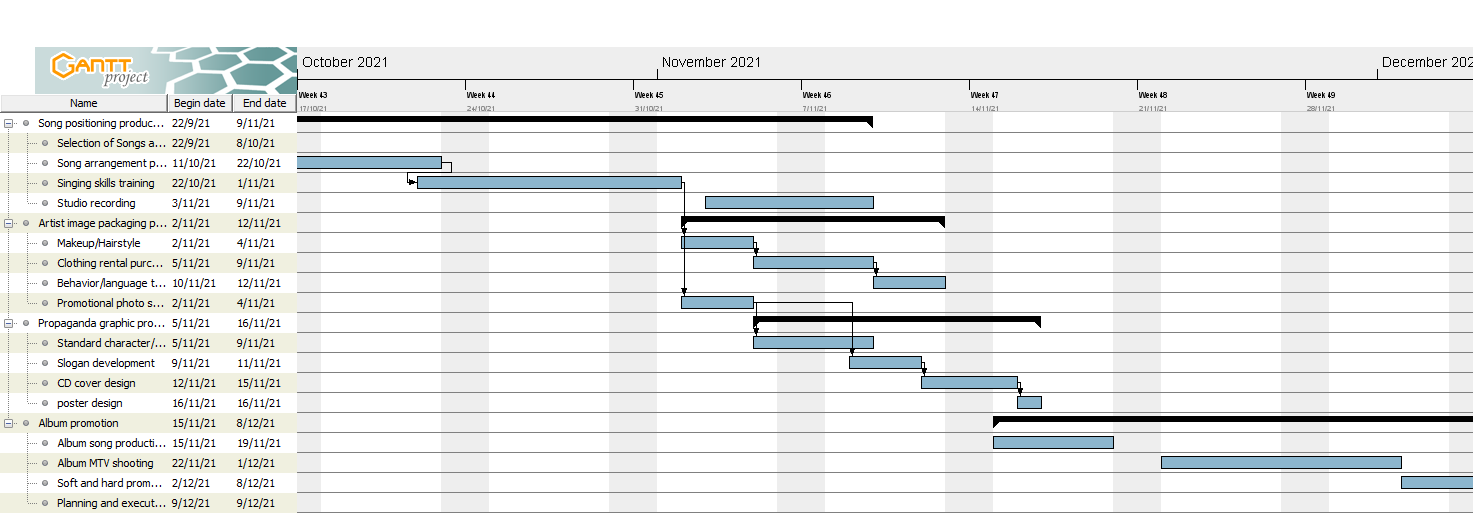 GANTT
project
October 2021
November 2021
December 202
Week 43
Week 44
Week 45
Week 46
Week 47
Week 48
Week 49
Name Begin date End date
17/10/21
24/10/21
31/10/21
7/11/21
14/11/21
21/11/21
28/11/21
Song positioning produc... 22/9/21 9/11/21
Selection of Songs a... 22/9/21 8/10/21
Song arrangement p... 11/10/21 22/10/21
Singing skills training 22/10/21 1/11/21
Studio recording 3/11/21 9/11/21
Artist image packaging p... 2/11/21 12/11/21
Makeup/Hairstyle 2/11/21 4/11/21
Clothing rental purc... 5/11/21 9/11/21
Behavior/language t... 10/11/21 12/11/21
Promotional photo s... 2/11/21 4/11/21
Propaganda graphic pro... 5/11/21 16/11/21
Standard character/... 5/11/21 9/11/21
Slogan development 9/11/21 11/11/21
CD cover design 12/11/21 15/11/21
poster design 16/11/21 16/11/21
Album promotion 15/11/21 8/12/21
Album song producti... 15/11/21 19/11/21
Album MTV shooting 22/11/21 1/12/21
Soft and hard prom... 2/12/21 8/12/21
Planning and execut... 9/12/21 9/12/21